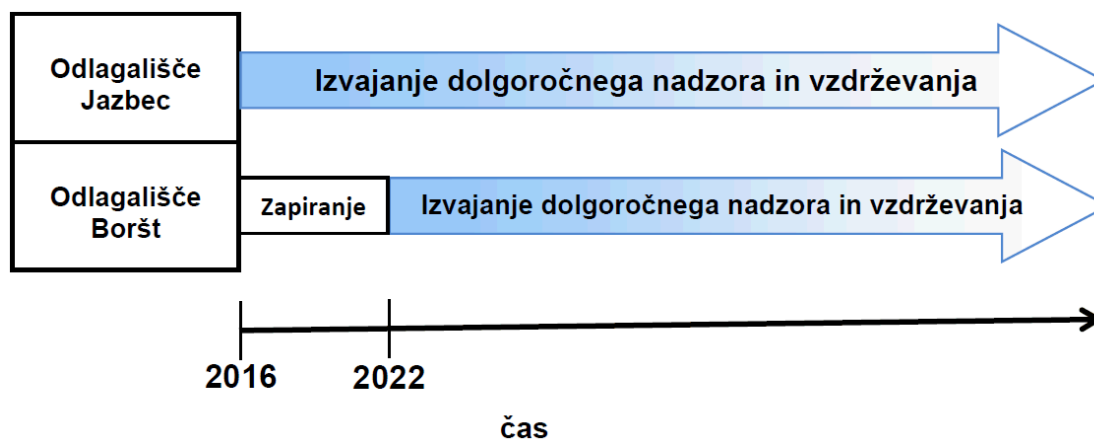 Odlagališče
Jazbec
Izvajanje dolgoročnega nadzora in vzdrževanja
Odlagališče
Boršt
Zapiranje
Izvajanje dolgoročnega nadzora in vzdrževanja
2016
2022
čas